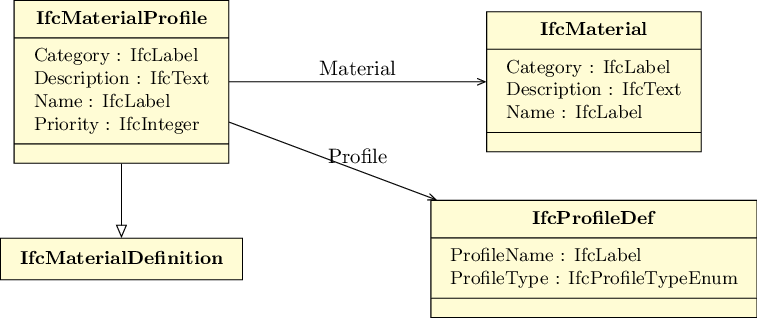 IfcMaterialProfile
Category : IfcLabel
Description : IfcText
Name : IfcLabel
Priority : IfcInteger
Material
IfcMaterial
Category : IfcLabel
Description : IfcText
Name : IfcLabel
Profile
IfcMaterialDefinition
IfcProfileDef
ProfileName : IfcLabel
ProfileType : IfcProfileTypeEnum